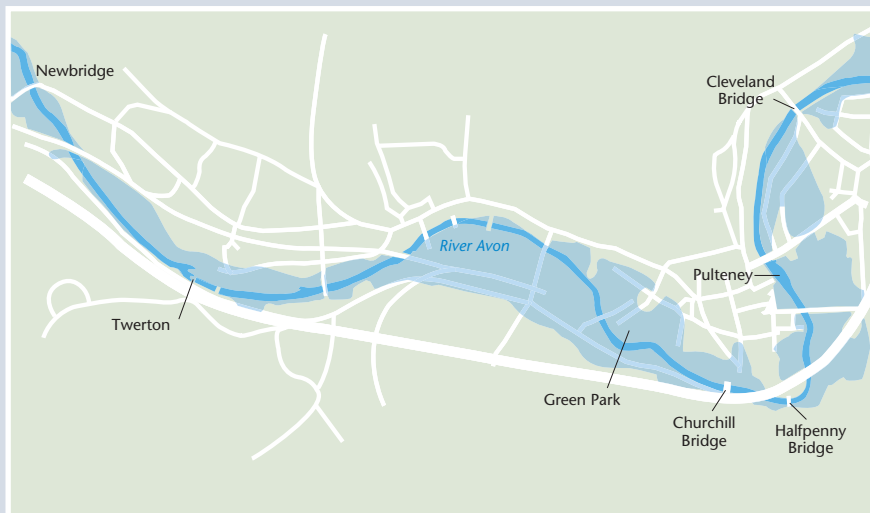 Newbridge
Cleveland
Bridge
River Avon
Pulteney
Twerton
Green Park
Churchill
Bridge
Halfpenny
Bridge